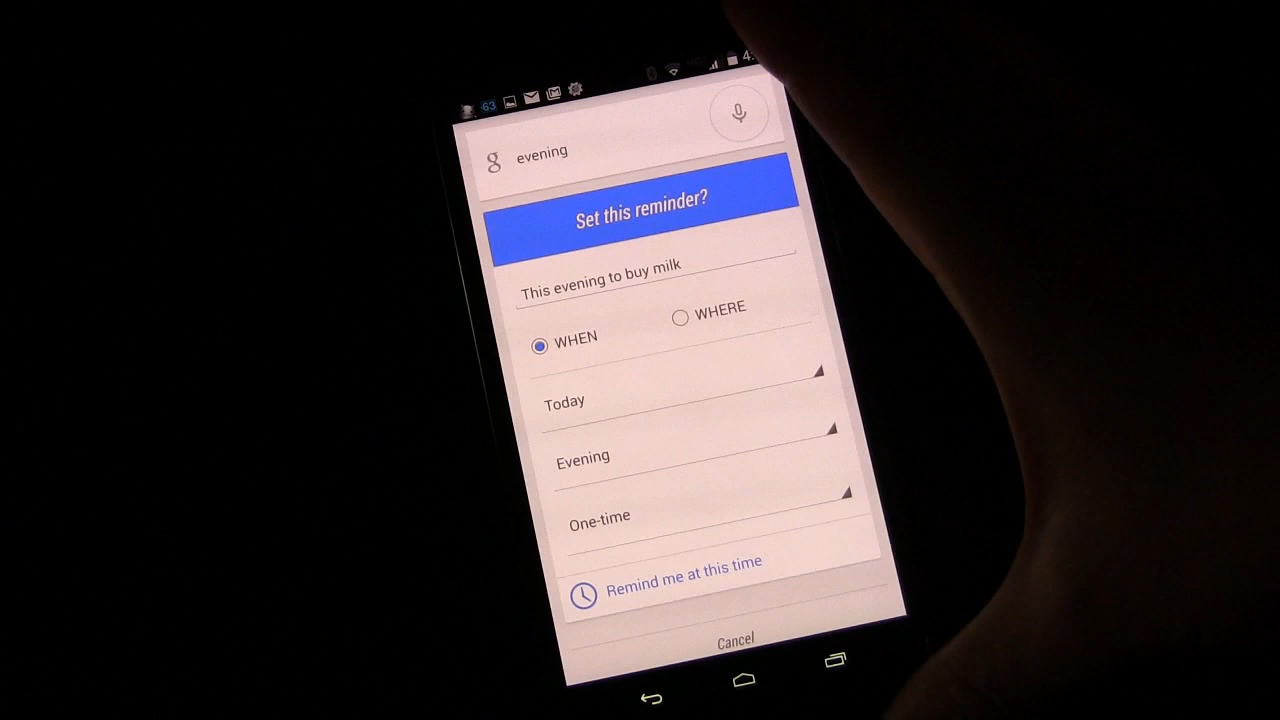 63
g evening
Set this reminder?
This evening to buy milk
WHEN WHERE
Today
Evening
One-time
Remind me at this time
Cancel